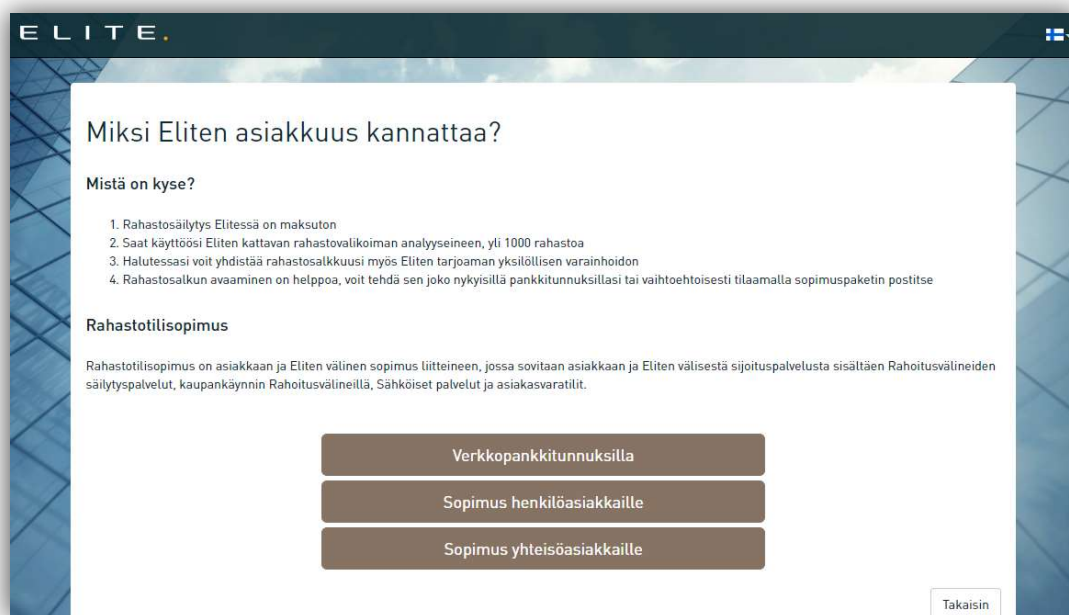 ELITE.
Miksi Eliten asiakkuus kannattaa?
Mistä on kyse?
1. Rahastosäilytys Elitessä on maksuton
2. Saat käyttöösi Eliten kattavan rahastovalikoiman analyyseineen, yli 1000 rahastoa
3. Halutessasi voit yhdistää rahastosalkkuusi myös Eliten tarjoaman yksilöllisen varainhoidon
4. Rahastosalkun avaaminen on helppoa, voit tehdä sen joko nykyisillä pankkitunnuksillasi tai vaihtoehtoisesti tilaamalla sopimuspaketin postitse
Rahastotilisopimus
Rahastotilisopimus on asiakkaan ja Eliten välinen sopimus liitteineen, jossa sovitaan asiakkaan ja Eliten välisestä sijoituspalvelusta sisältäen Rahoitusvälineiden
säilytyspalvelut, kaupankäynnin Rahoitusvälineillä, Sähköiset palvelut ja asiakasvaratilit.
Verkkopankkitunnuksilla
Sopimus henkilöasiakkaille
Sopimus yhteisöasiakkaille
Takaisin